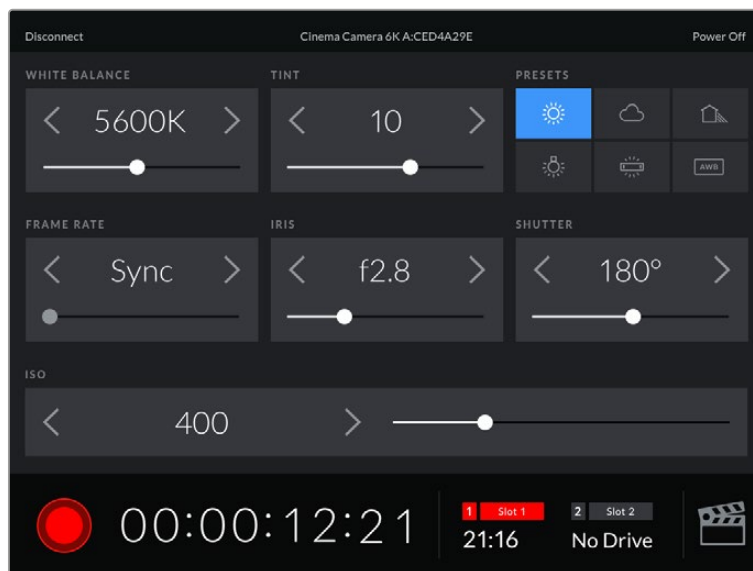 Disconnect Cinema Camera 6K A:CED4A29E Power Off
WHITE BALANCE TINT PRESETS
5600K 10
AWB
FRAME RATE IRIS SHUTTER
Sync f2.8 180°
ISO
400
00:00:12:21
1 Slot 1 2 Slot 2
21:16 No Drive